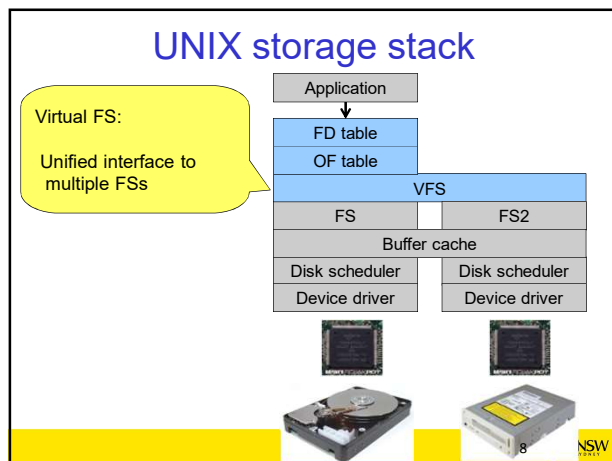 UNIX storage stack
Virtual FS:
Unified interface to
multiple FSs
Application
FD table
OF table
VFS
FS
FS2
Buffer cache
Disk scheduler
Disk scheduler
Device driver
Device driver
8
NSW
YDNEY